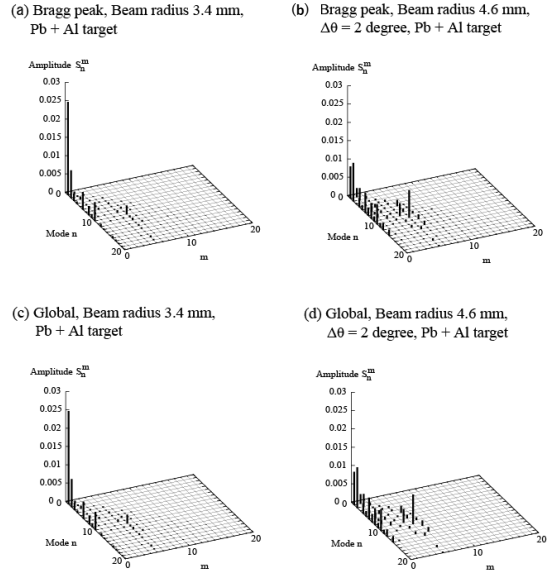 (a) Bragg peak, Beam radius 3.4 mm,
Pb + Al target
Amplitude S_n^m
0.03
0.025
0.02
0.015
0.01
0.005
0
0
10
20
Mode n
0
10
20
m
(b) Bragg peak, Beam radius 4.6 mm,
Δθ = 2 degree, Pb + Al target
Amplitude S_n^m
0.03
0.025
0.02
0.015
0.01
0.005
0
0
10
20
Mode n
0
10
20
m
(c) Global, Beam radius 3.4 mm,
Pb + Al target
Amplitude S_n^m
0.03
0.025
0.02
0.015
0.01
0.005
0
0
10
20
Mode n
0
10
20
m
(d) Global, Beam radius 4.6 mm,
Δθ = 2 degree, Pb + Al target
Amplitude S_n^m
0.03
0.025
0.02
0.015
0.01
0.005
0
0
10
20
Mode n
0
10
20
m